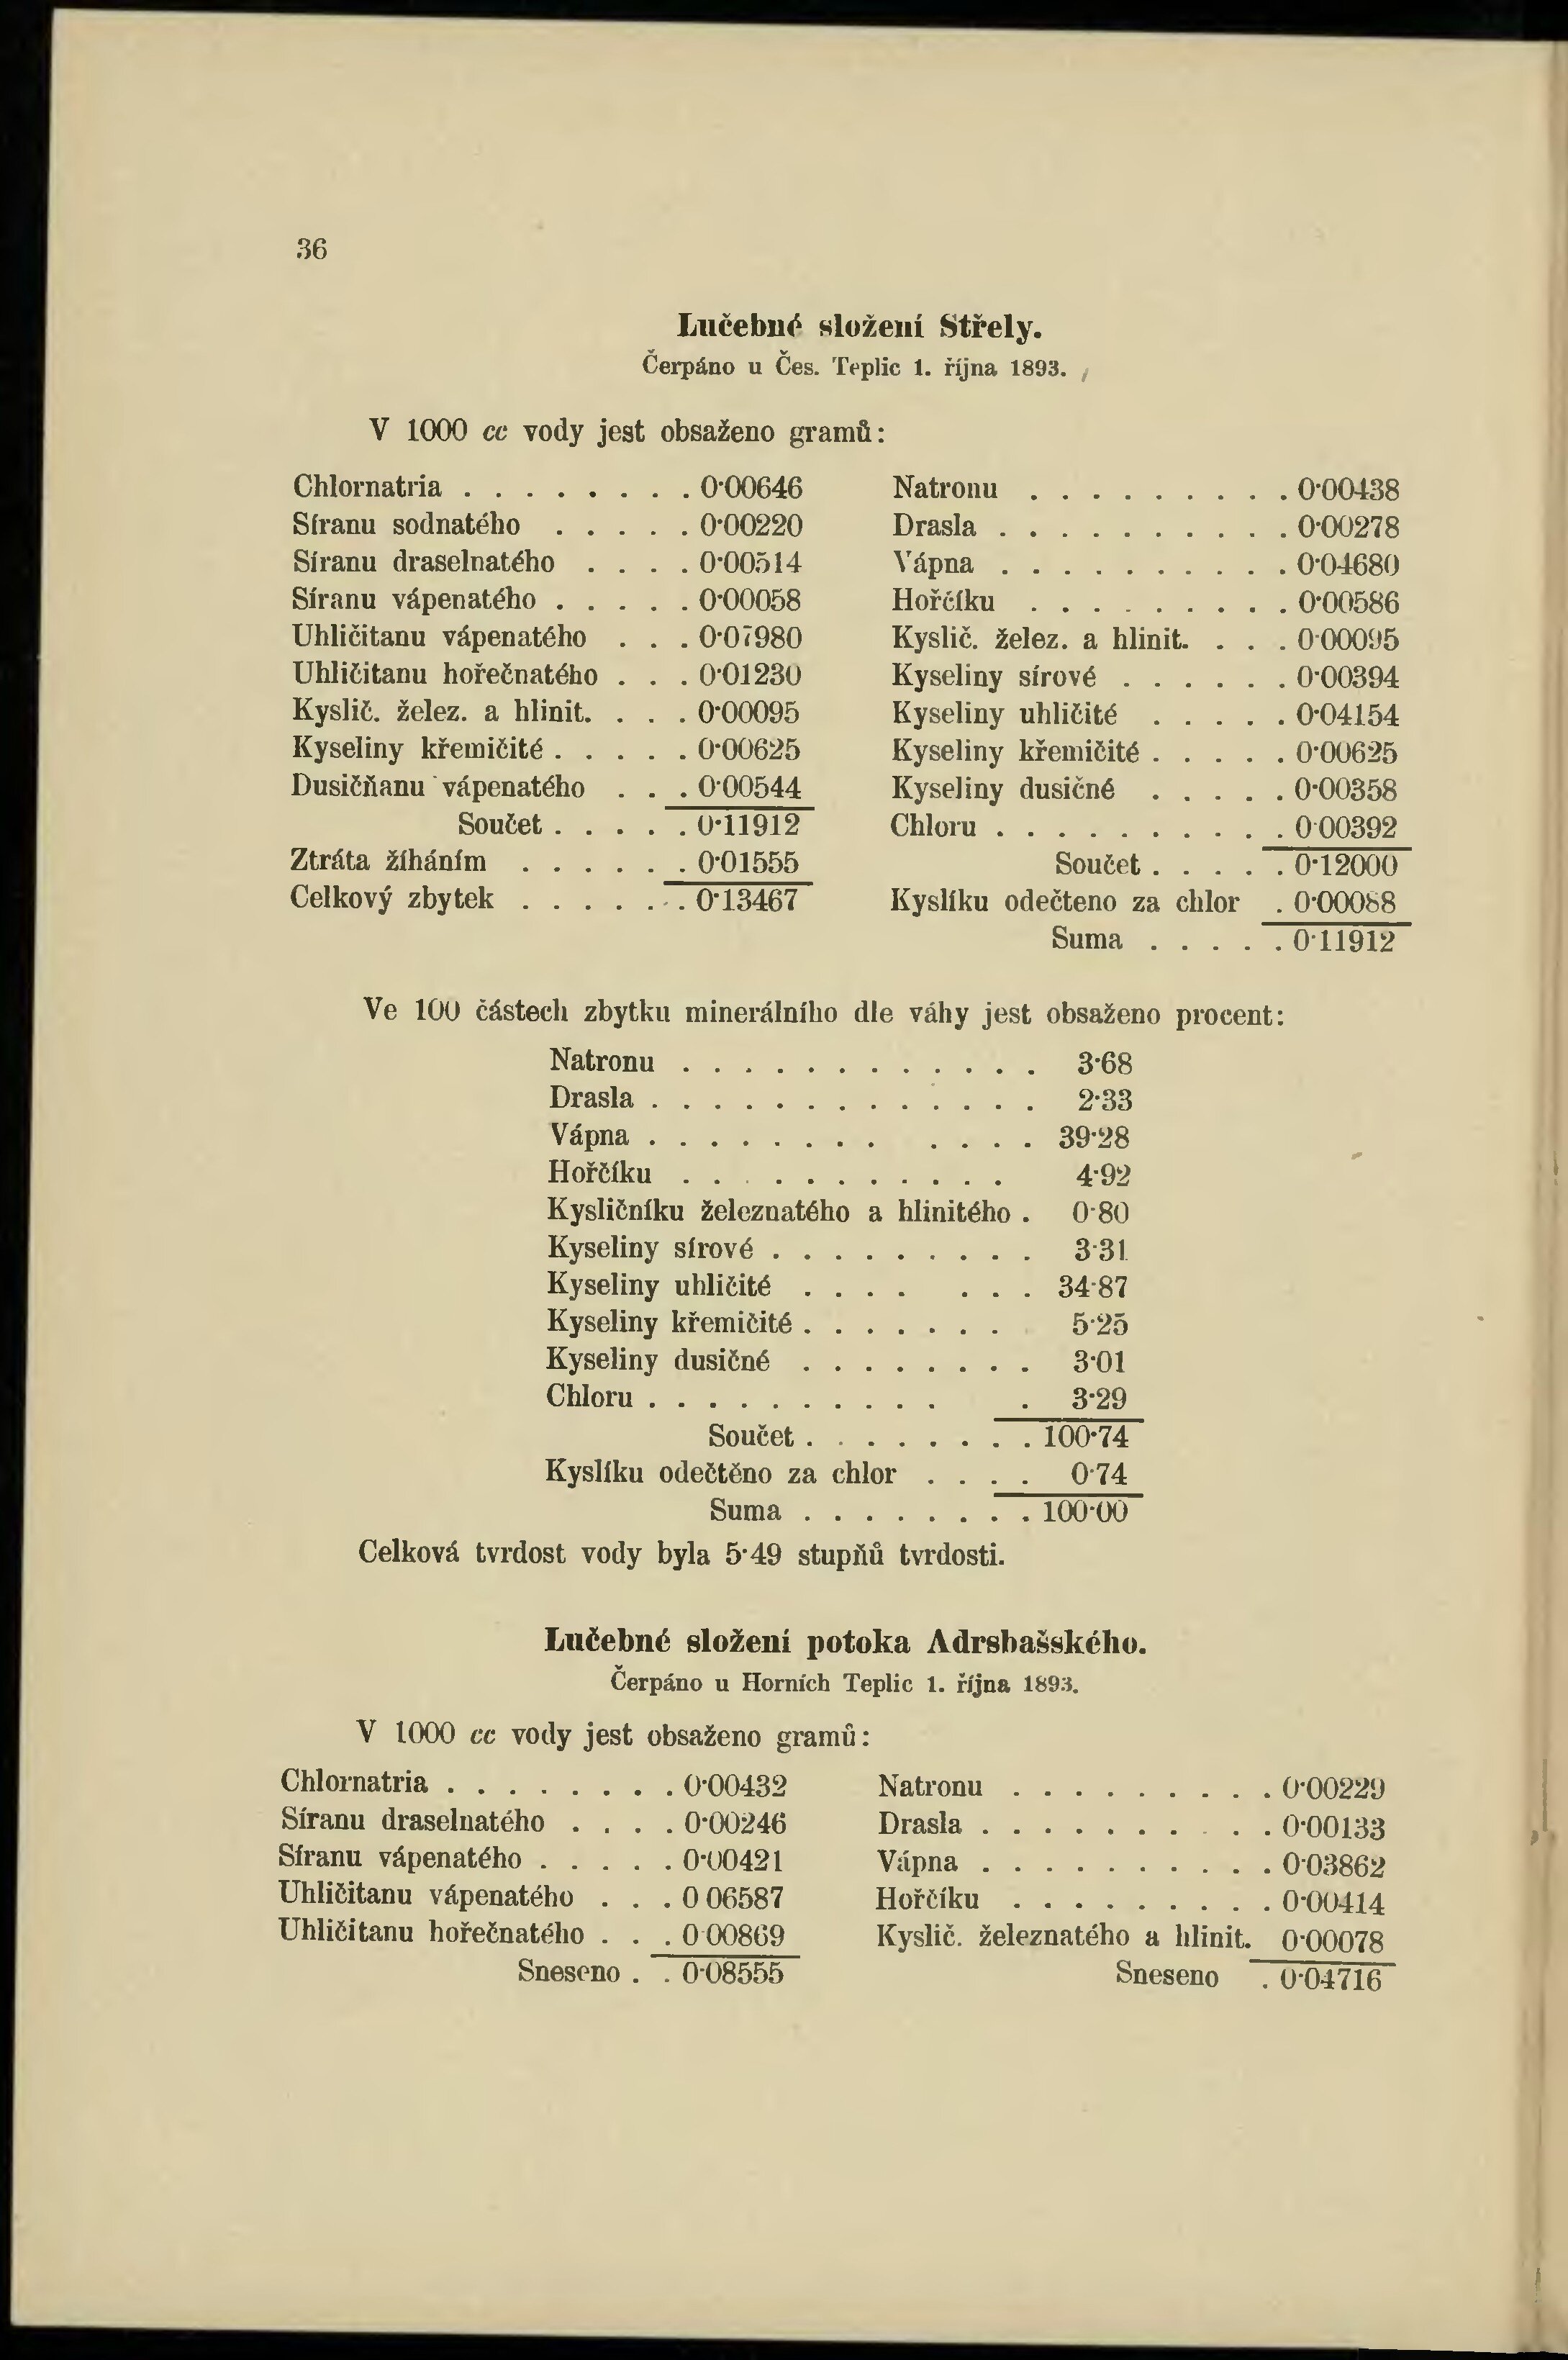 36
Lučebné složení Střely.
Čerpáno u Čes. Teplic 1. října 1893.
V 1000 cc vody jest obsaženo gramů:
Chlornatria . . . . . . . . 0·00646
Síranu sodnatého . . . . . 0·00220
Síranu draselnatého . . . . 0·00514
Síranu vápenatého . . . . . 0·00058
Uhličitanu vápenatého . . . 0·07980
Uhličitanu hořečnatého . . . 0·01230
Kyslič. želez. a hlinit. . . . 0·00095
Kyseliny křemičité . . . . . 0·00625
Dusičňanu vápenatého . . . 0·00544
Součet . . . . . 0·11912
Ztráta žíháním . . . . . . 0·01555
Celkový zbytek . . . . . . 0·13467
Natronu . . . . . . . . . 0·00438
Drasla . . . . . . . . . . 0·00278
Vápna . . . . . . . . . . 0·04680
Hořčíku . . . . . . . . . 0·00586
Kyslič. želez. a hlinit. . . . 0·00095
Kyseliny sírové . . . . . . 0·00394
Kyseliny uhličité . . . . . 0·04154
Kyseliny křemičité . . . . . 0·00625
Kyseliny dusičné . . . . . 0·00358
Chloru . . . . . . . . . . 0·00392
Součet . . . . . 0·12000
Kyslíku odečteno za chlor . 0·00088
Suma . . . . . 0·11912
Ve 100 částech zbytku minerálního dle váhy jest obsaženo procent:
Natronu . . . . . . . . . . . . 3·68
Drasla . . . . . . . . . . . . . 2·33
Vápna . . . . . . . . . . . . 39·28
Hořčíku . . . . . . . . . . . 4·92
Kysličníku železnatého a hlinitého . 0·80
Kyseliny sírové . . . . . . . . . 3·31
Kyseliny uhličité . . . . . . . 34·87
Kyseliny křemičité . . . . . . . 5·25
Kyseliny dusičné . . . . . . . . 3·01
Chloru . . . . . . . . . . . 3·29
Součet . . . . . . . . 100·74
Kyslíku odečtěno za chlor . . . . 0·74
Suma . . . . . . . . 100·00
Celková tvrdost vody byla 5·49 stupňů tvrdosti.
Lučebné složení potoka Adrsbašského.
Čerpáno u Horních Teplic 1. října 1893.
V 1000 cc vody jest obsaženo gramů:
Chlornatria . . . . . . . . 0·00432
Síranu draselnatého . . . . 0·00246
Síranu vápenatého . . . . . 0·00421
Uhličitanu vápenatého . . . 0 06587
Uhličitanu hořečnatého . . . 0·00869
Sneseno . . 0·08555
Natronu . . . . . . . . . 0·00229
Drasla . . . . . . . . . . 0·00133
Vápna . . . . . . . . . . 0·03862
Hořčíku . . . . . . . . . 0·00414
Kyslič. železnatého a hlinit. 0·00078
Sneseno . 0·04716